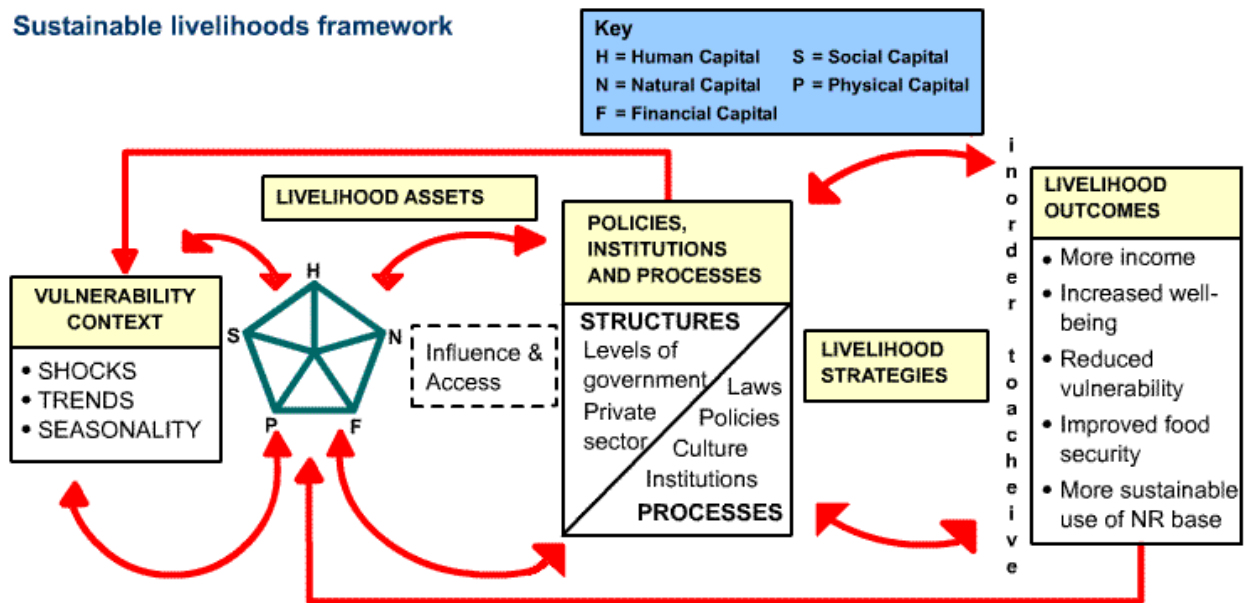 Sustainable livelihoods framework
Key
H = Human Capital S = Social Capital
N = Natural Capital P = Physical Capital
F = Financial Capital
LIVELIHOOD ASSETS
VULNERABILITY
CONTEXT
• SHOCKS
• TRENDS
• SEASONALITY
H
S
N
P
F
Influence &
Access
POLICIES,
INSTITUTIONS
AND PROCESSES
STRUCTURES
Levels of
government
Private
sector
Laws
Policies
Culture
Institutions
PROCESSES
LIVELIHOOD
STRATEGIES
inorder toacheive
LIVELIHOOD
OUTCOMES
• More income
• Increased well-
being
• Reduced
vulnerability
• Improved food
security
• More sustainable
use of NR base